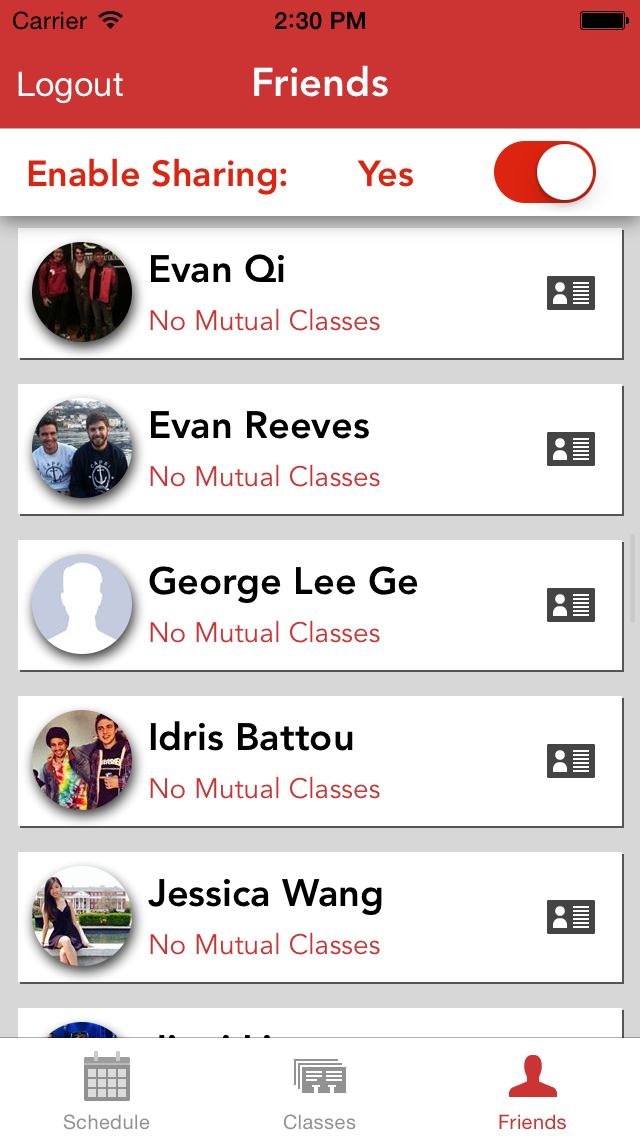 Carrier 2:30 PM
Logout Friends
Enable Sharing: Yes
Evan Qi
No Mutual Classes
Evan Reeves
No Mutual Classes
George Lee Ge
No Mutual Classes
Idris Battou
No Mutual Classes
Jessica Wang
No Mutual Classes
Schedule Classes Friends